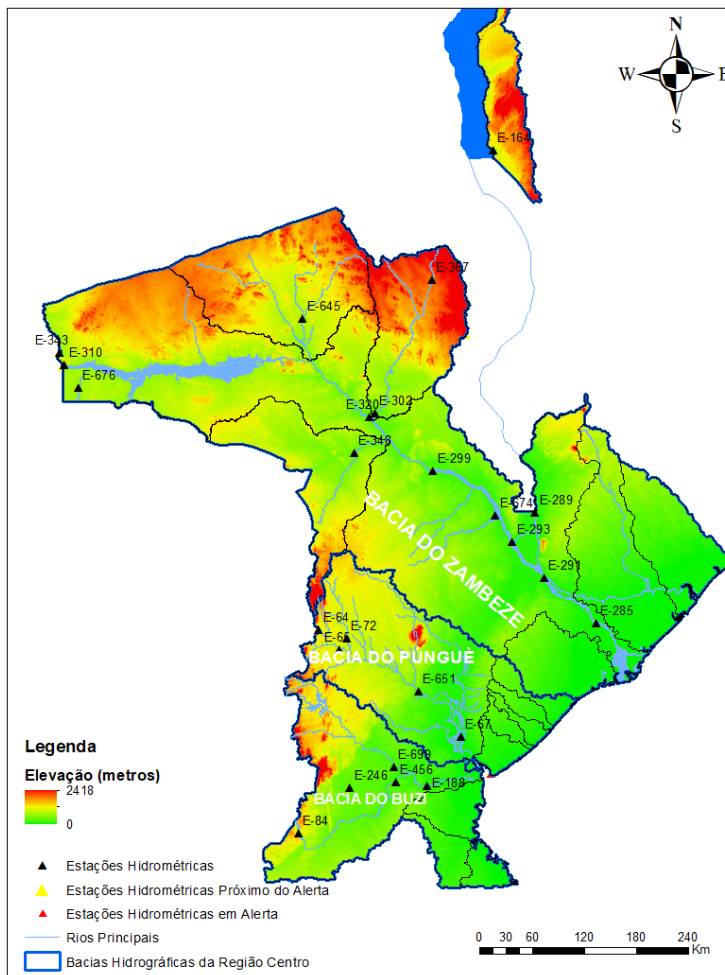 N
W E
S
E-164
E-367
E-645
E-343
E-310
E-676
E-302
E-320
E-348
E-299
E-674
E-289
E-293
E-291
E-285
BACIA DO ZAMBEZE
E-64
E-72
E-66
BACIA DO PUNGUÈ
E-651
E-67
E-699
E-456
E-246
E-188
BACIA DO BUZI
E-84
Legenda
Elevação (metros)
2418
0
Estações Hidrométricas
Estações Hidrométricas Próximo do Alerta
Estações Hidrométricas em Alerta
Rios Principais
Bacias Hidrográficas da Região Centro
0 30 60 120 180 240
Km